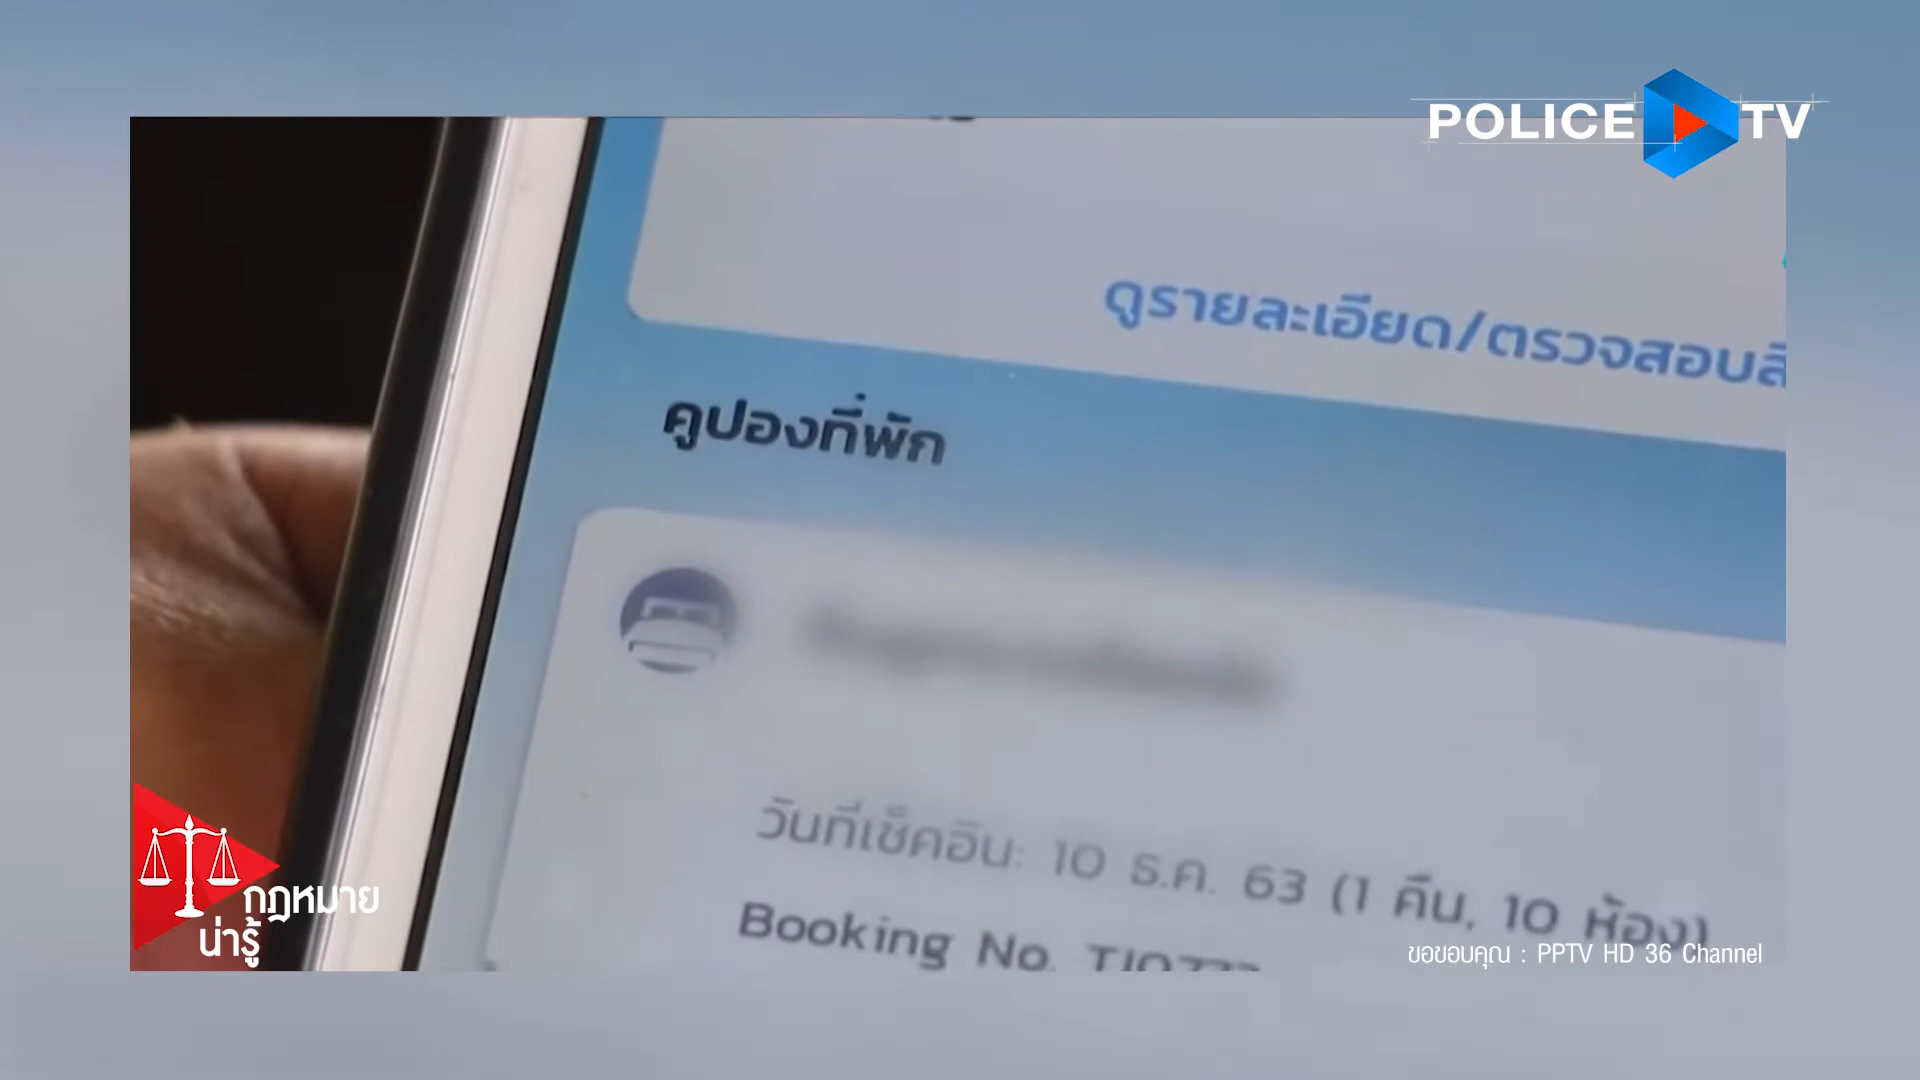 POLICE TV
ดูรายละเอียด/ตรวจสอบสิ
คูปองที่พัก
วันที่เช็คอิน: 10 ธ.ค. 63 (1 คืน, 10 ห้อง)
Booking No.
กฎหมาย
น่ารู้
ขอขอบคุณ : PPTV HD 36 Channel